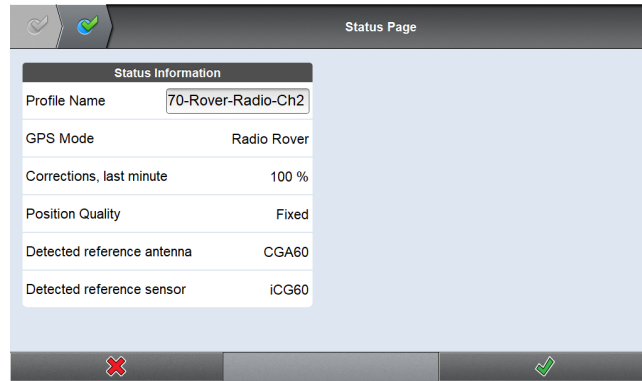 Status Page
Status Information
Profile Name 70-Rover-Radio-Ch2
GPS Mode Radio Rover
Corrections, last minute 100 %
Position Quality Fixed
Detected reference antenna CGA60
Detected reference sensor iCG60